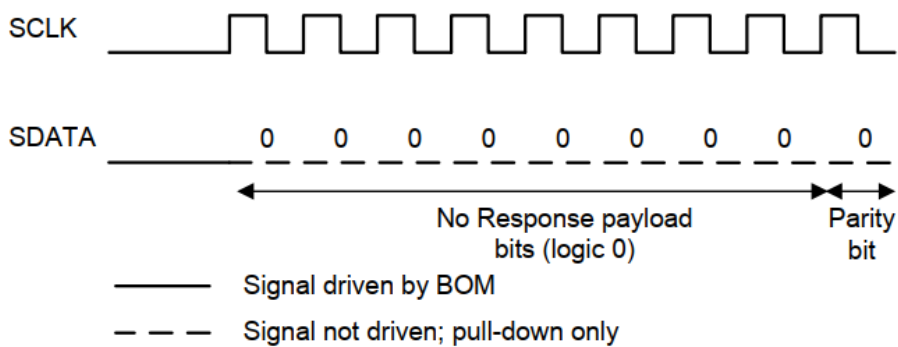 SCLK
SDATA
0 0 0 0 0 0 0 0 0
No Response payload
bits (logic 0)
Parity
bit
Signal driven by BOM
Signal not driven; pull-down only